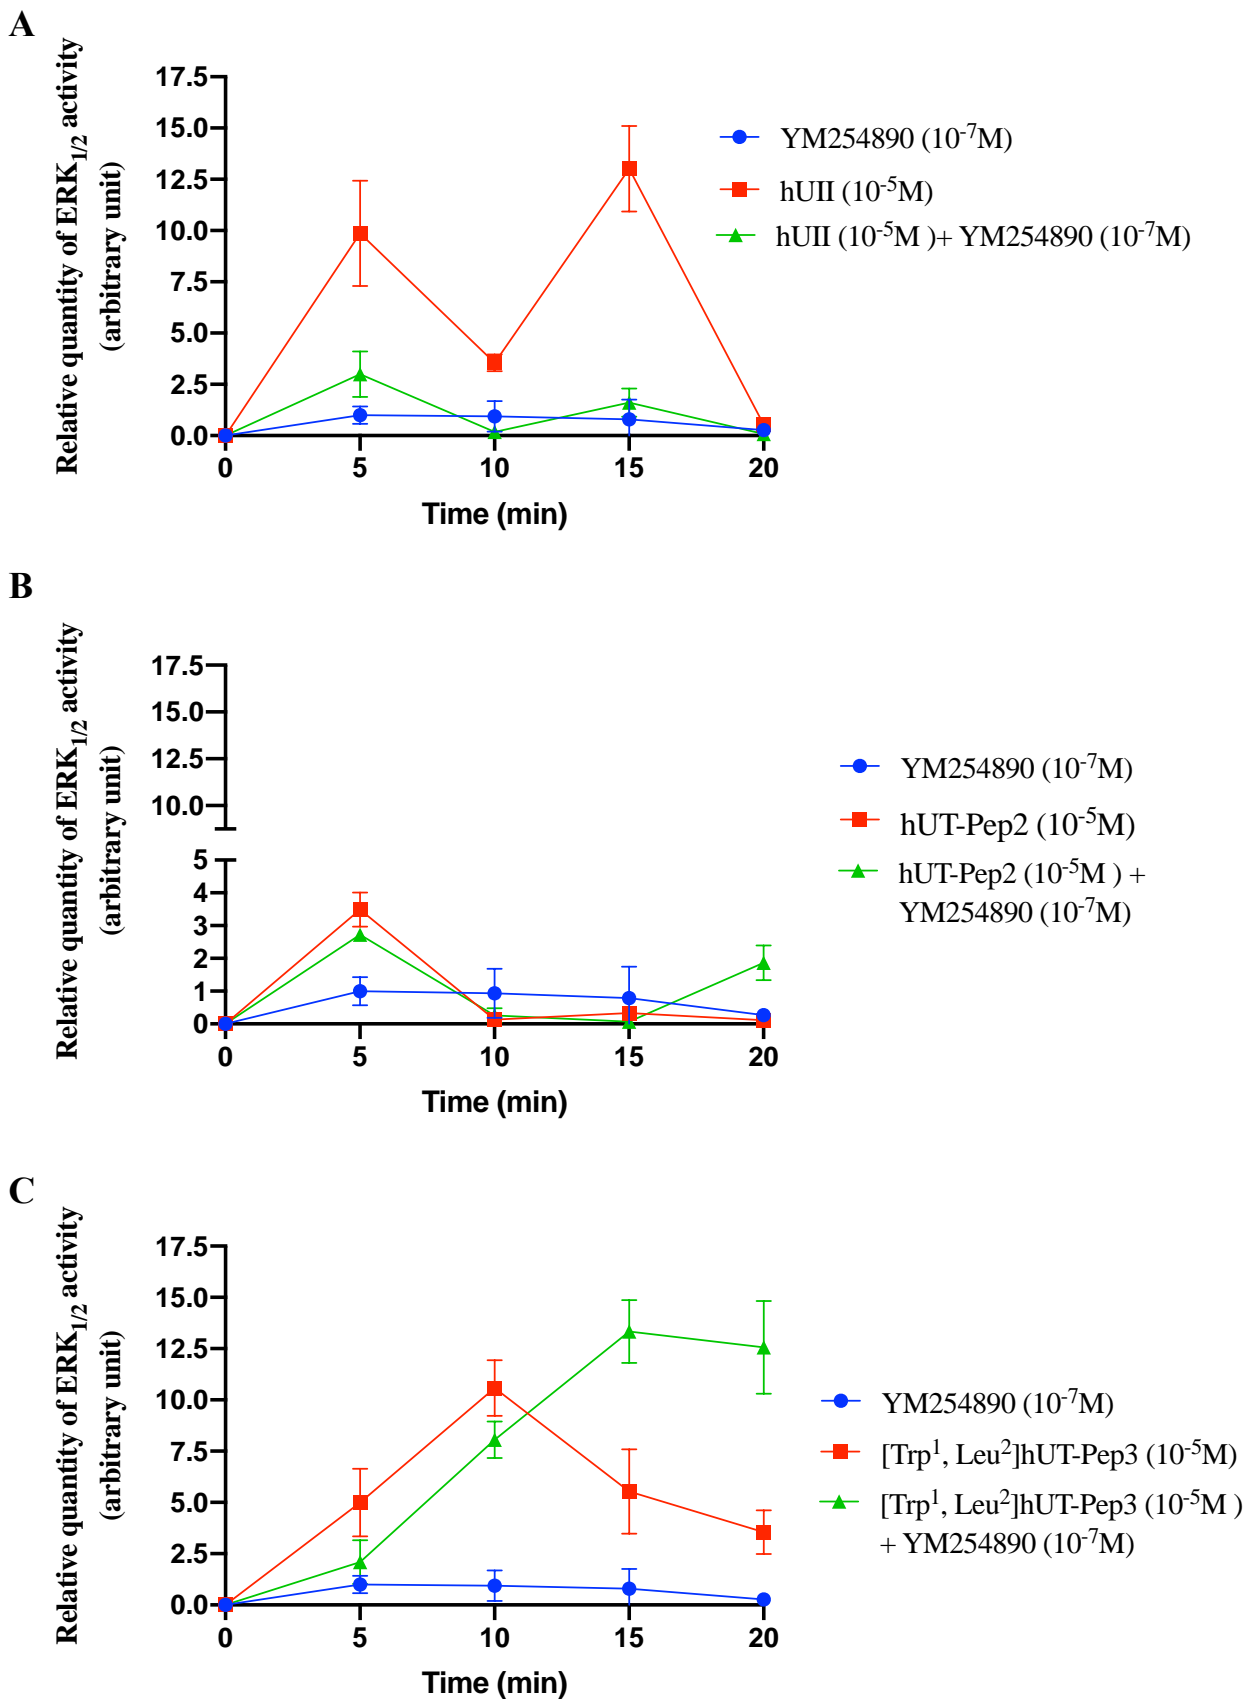 A
Relative quantity of ERK1/2 activity
(arbitrary unit)
17.5
15.0
12.5
10.0
7.5
5.0
2.5
0.0
0 5 10 15 20
Time (min)
YM254890 (10-7M)
hUII (10-5M)
hUII (10-5M )+ YM254890 (10-7M)
B
Relative quantity of ERK1/2 activity
(arbitrary unit)
17.5
15.0
12.5
10.0
5
4
3
2
1
0
0 5 10 15 20
Time (min)
YM254890 (10-7M)
hUT-Pep2 (10-5M)
hUT-Pep2 (10-5M ) +
YM254890 (10-7M)
C
Relative quantity of ERK1/2 activity
(arbitrary unit)
17.5
15.0
12.5
10.0
7.5
5.0
2.5
0.0
0 5 10 15 20
Time (min)
YM254890 (10-7M)
[Trp1, Leu2]hUT-Pep3 (10-5M)
[Trp1, Leu2]hUT-Pep3 (10-5M )
+ YM254890 (10-7M)